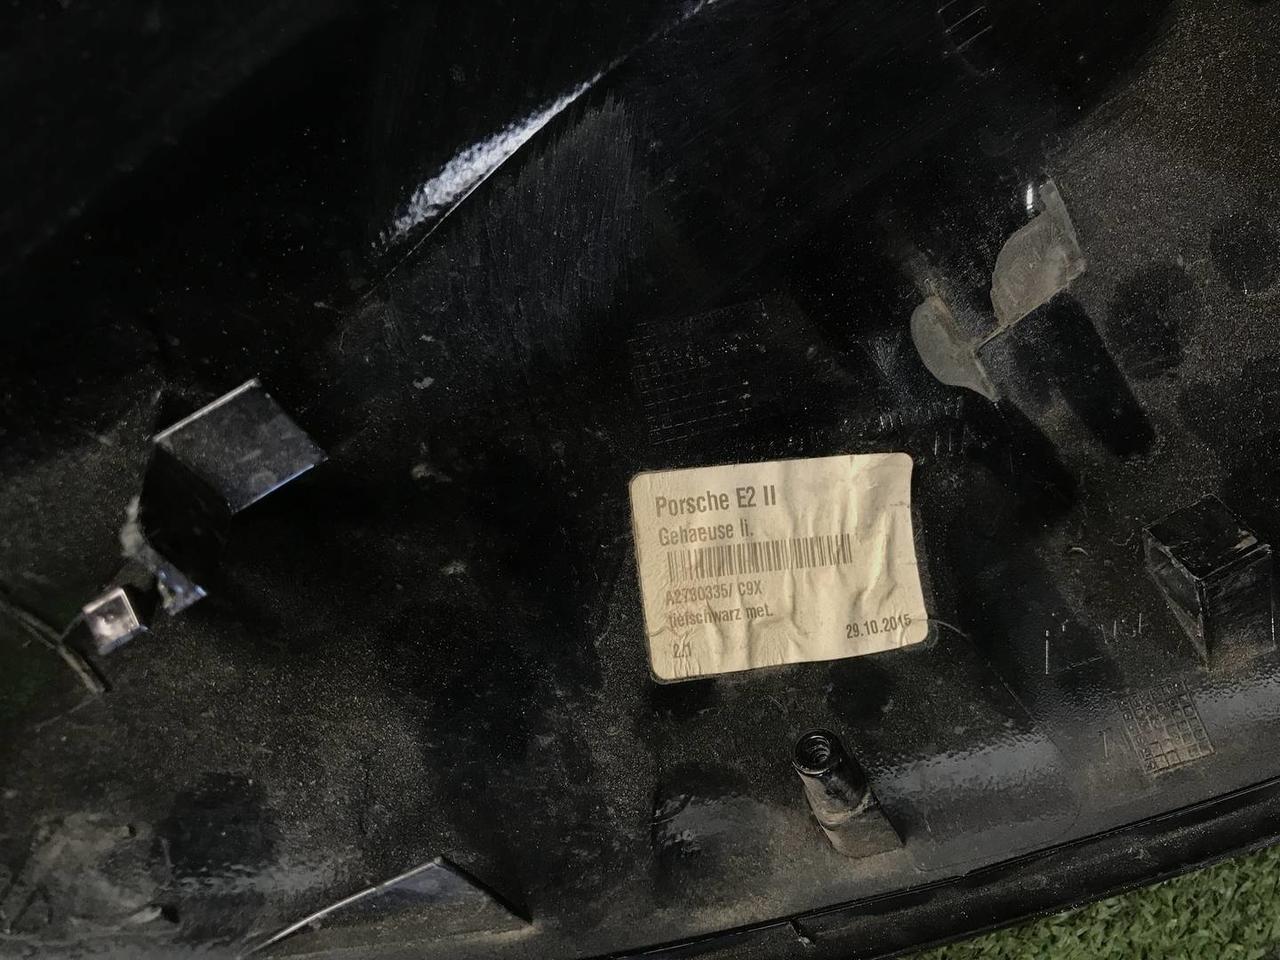 Porsche E2 II
Gehaeuse li.
A2730335/ C9X
tiefschwarz met.
2.1
29.10.2015